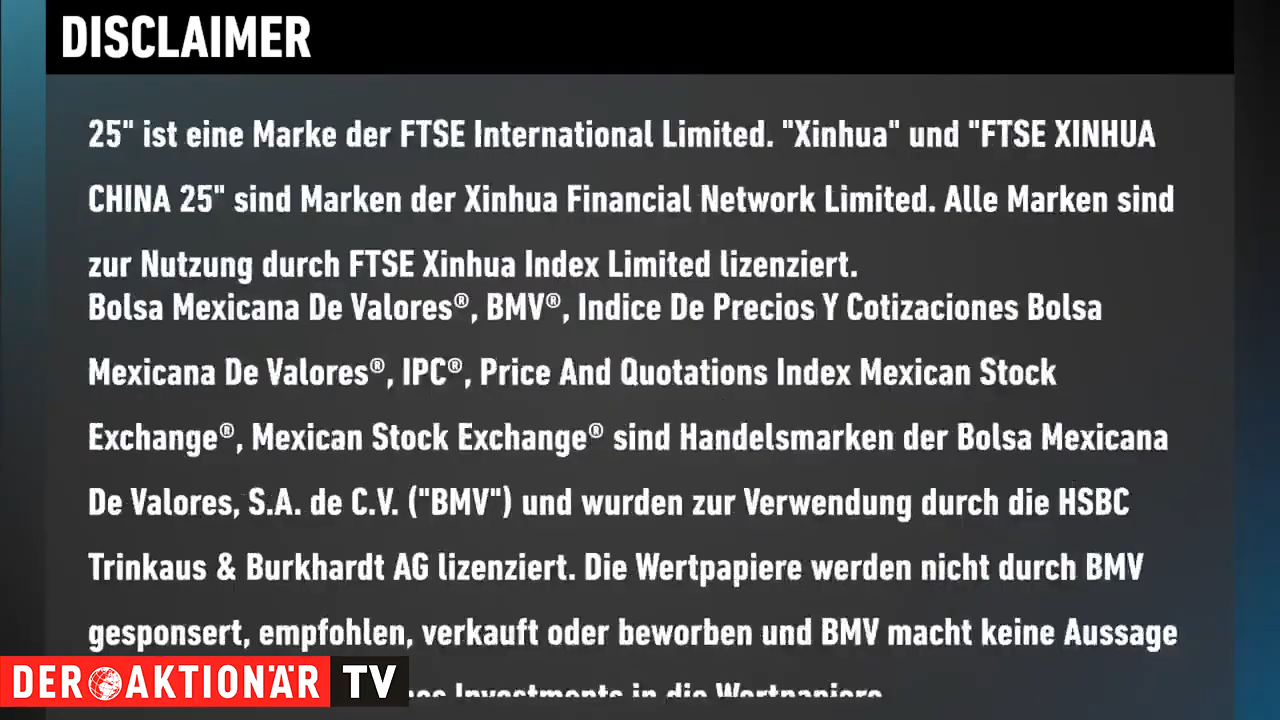 DISCLAIMER
25" ist eine Marke der FTSE International Limited. "Xinhua" und "FTSE XINHUA
CHINA 25" sind Marken der Xinhua Financial Network Limited. Alle Marken sind
zur Nutzung durch FTSE Xinhua Index Limited lizenziert.
Bolsa Mexicana De Valores®, BMV®, Indice De Precios Y Cotizaciones Bolsa
Mexicana De Valores®, IPC®, Price And Quotations Index Mexican Stock
Exchange®, Mexican Stock Exchange® sind Handelsmarken der Bolsa Mexicana
De Valores, S.A. de C.V. ("BMV") und wurden zur Verwendung durch die HSBC
Trinkaus & Burkhardt AG lizenziert. Die Wertpapiere werden nicht durch BMV
gesponsert, empfohlen, verkauft oder beworben und BMV macht keine Aussage
Investments in die Wertpapiere
DER AKTIONÄR TV